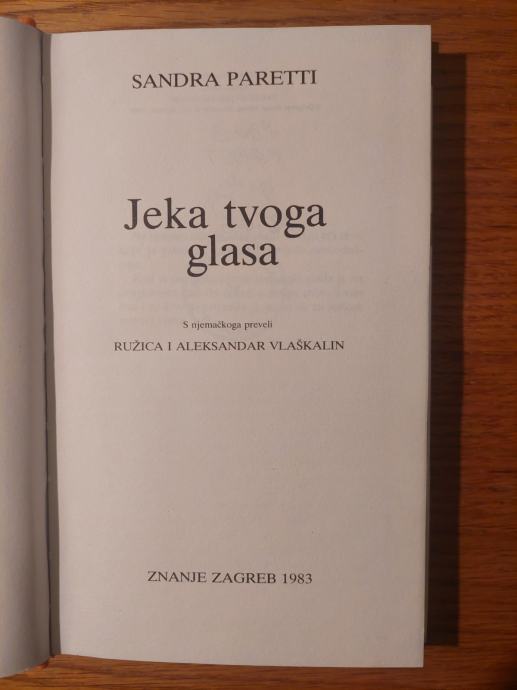 SANDRA PARETTI
Jeka tvoga
glasa
S njemačkoga preveli
RUŽICA I ALEKSANDAR VLAŠKALIN
ZNANJE ZAGREB 1983